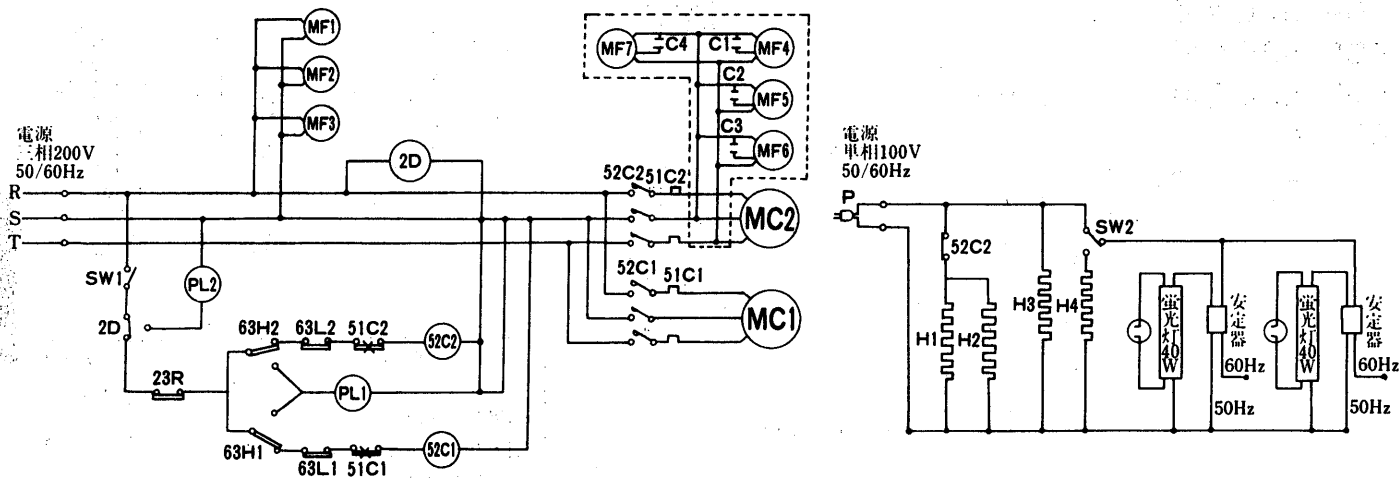 MF1
MF2
MF3
MF7
C4
C1
MF4
C2
MF5
C3
MF6
電源
三相200V
50/60Hz
R
S
T
2D
52C2
51C2
MC2
52C1
51C1
MC1
SW1
PL2
2D
63H2
63L2
51C2
52C2
23R
PL1
63H1
63L1
51C1
52C1
電源
単相100V
50/60Hz
P
52C2
SW2
H1
H2
H3
H4
蛍光灯40W
安定器
60Hz
50Hz
蛍光灯40W
安定器
60Hz
50Hz